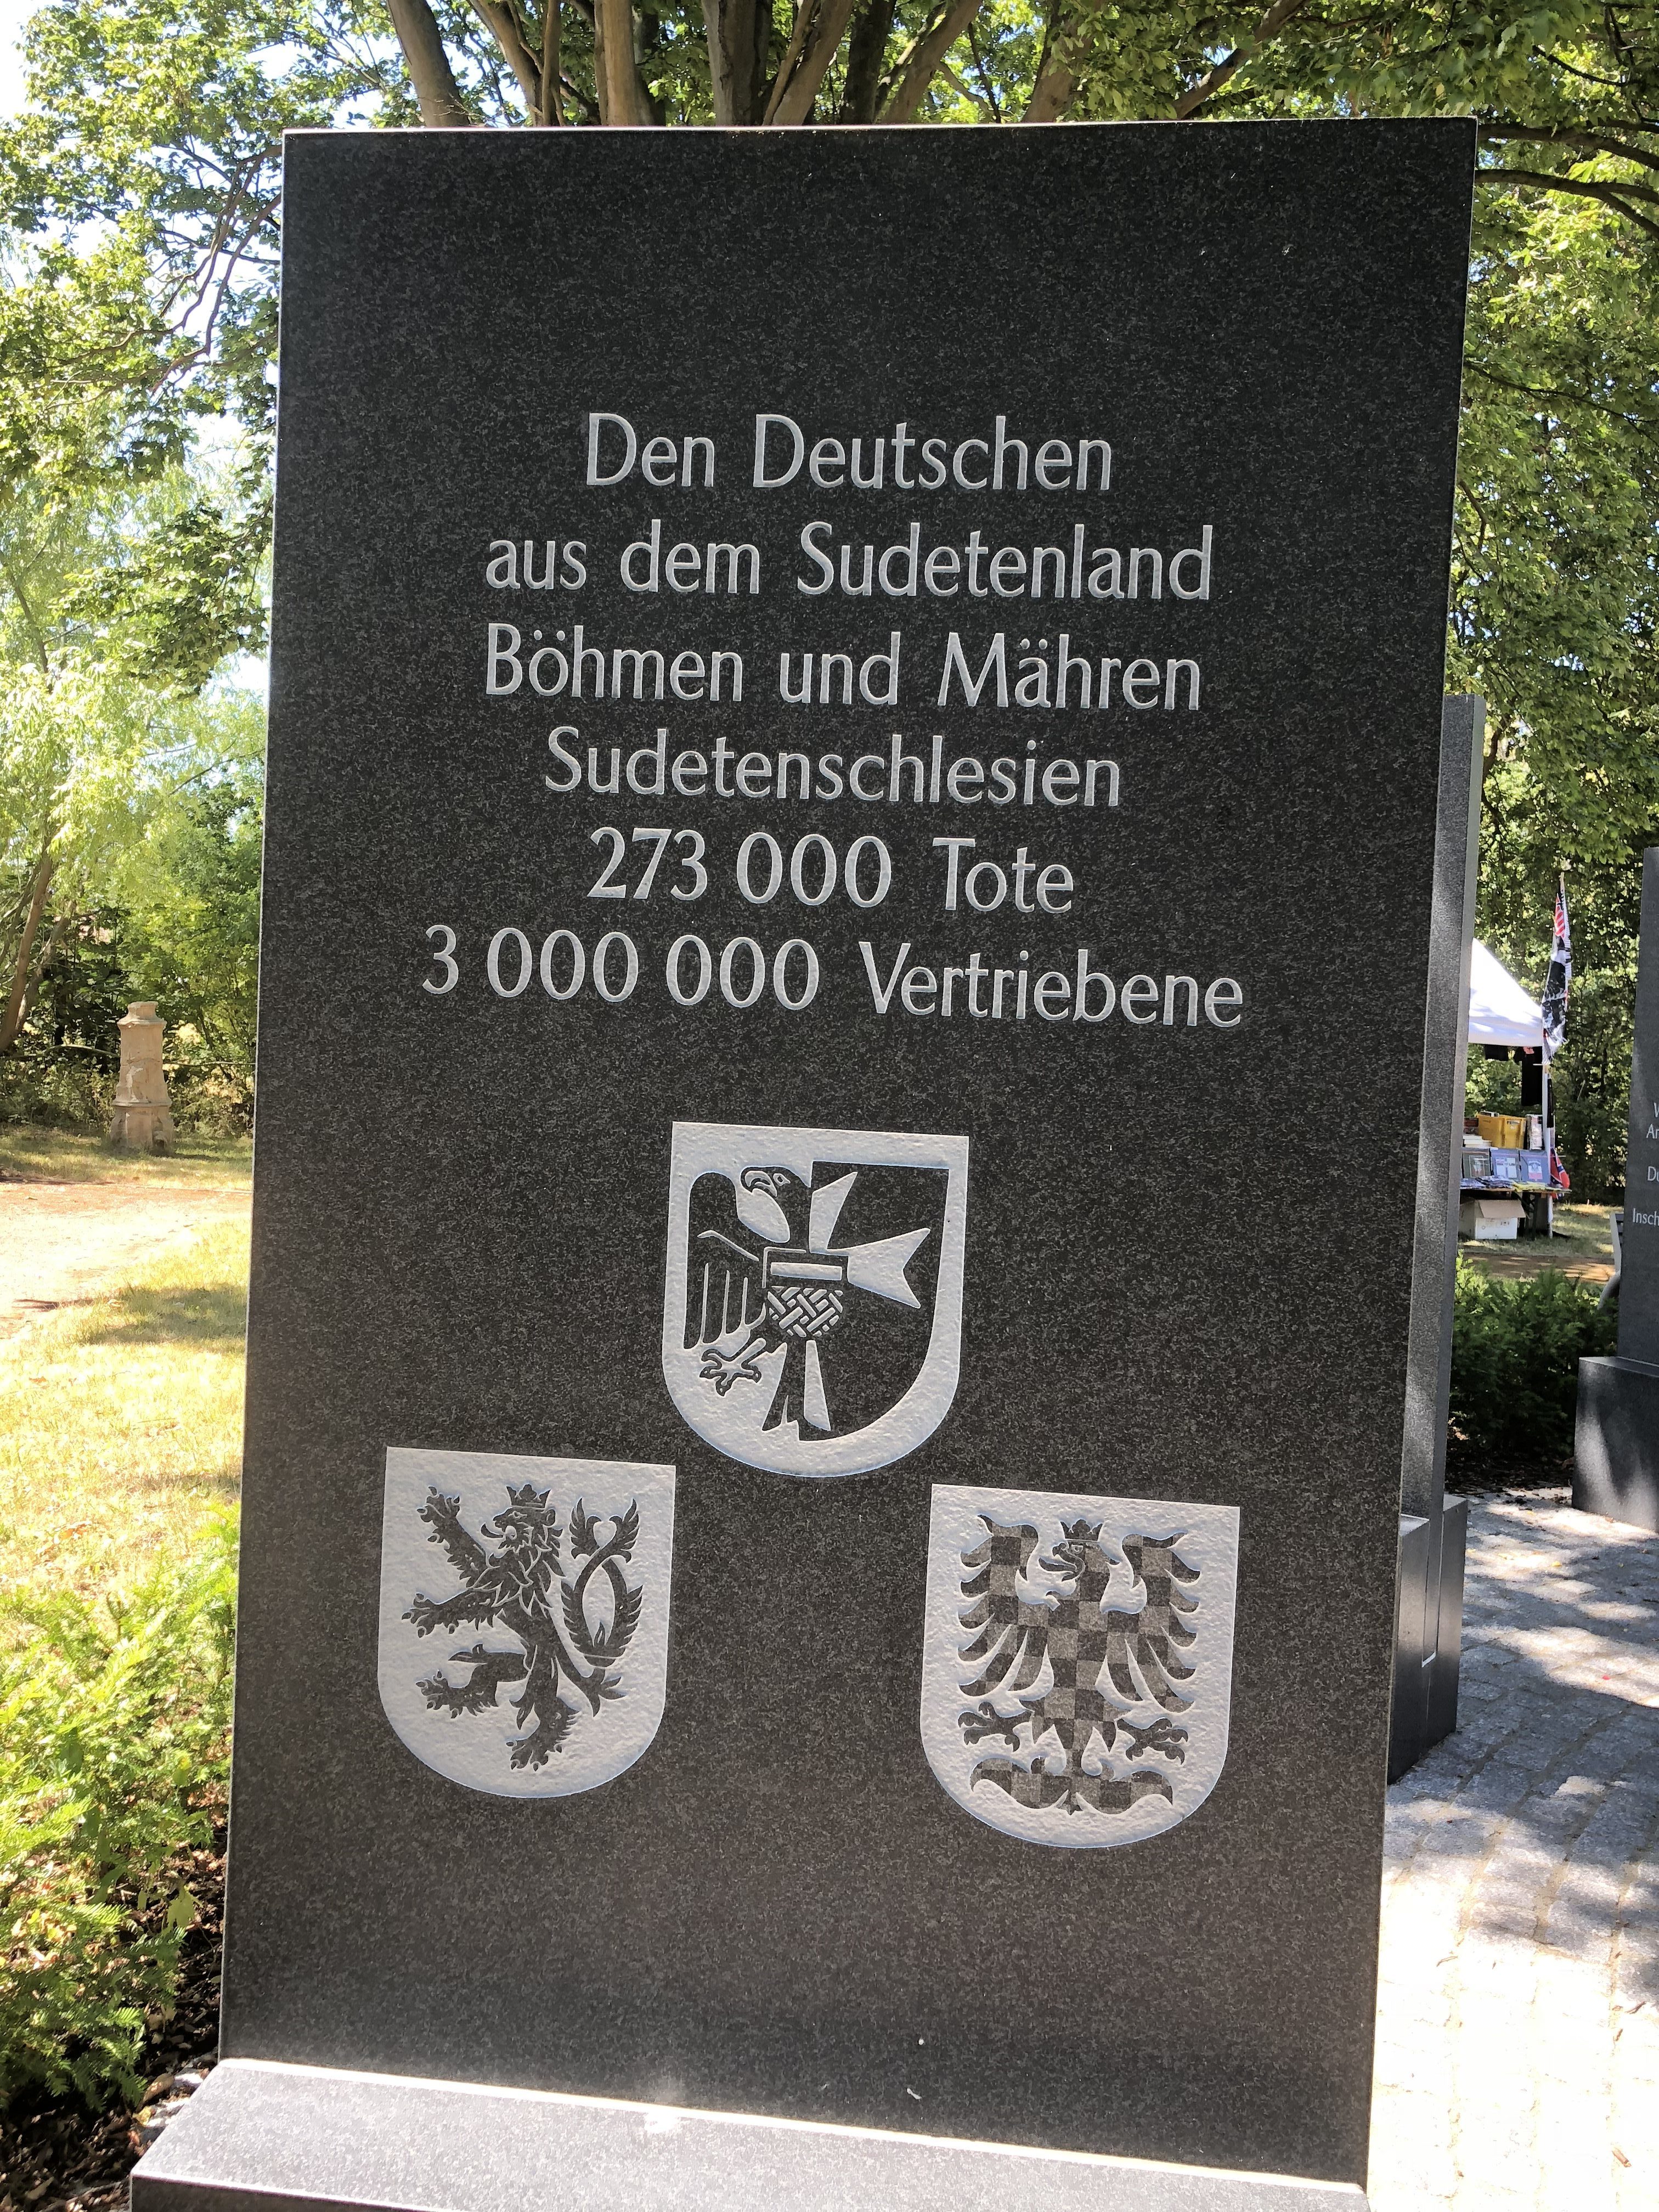 Den Deutschen
aus dem Sudetenland
Böhmen und Mähren
Sudetenschlesien
273 000 Tote
3 000 000 Vertriebene